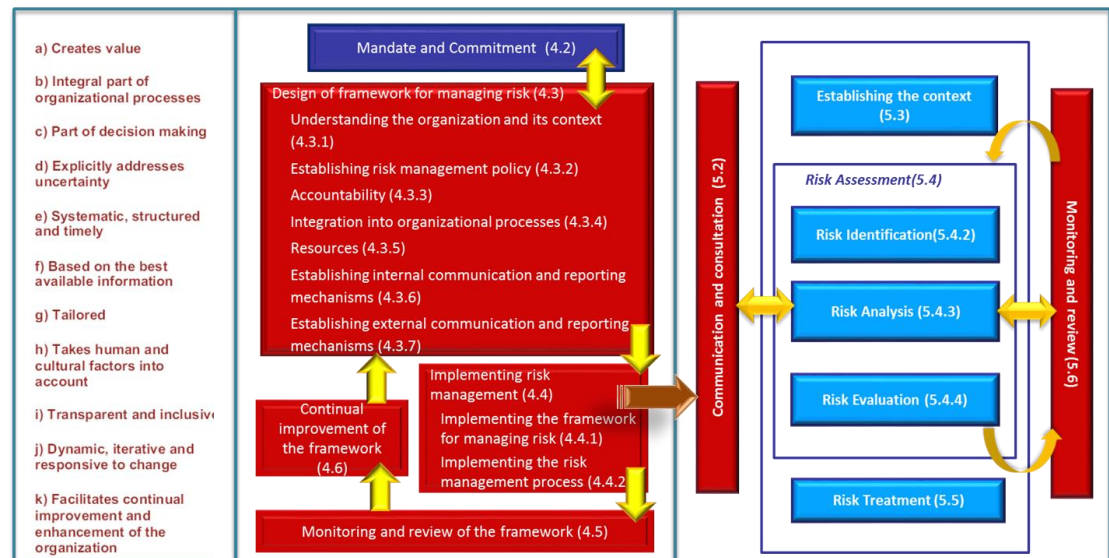 a) Creates value
b) Integral part of
organizational processes
c) Part of decision making
d) Explicitly addresses
uncertainty
e) Systematic, structured
and timely
f) Based on the best
available information
g) Tailored
h) Takes human and
cultural factors into
account
i) Transparent and inclusive
j) Dynamic, iterative and
responsive to change
k) Facilitates continual
improvement and
enhancement of the
organization
Mandate and Commitment (4.2)
Design of framework for managing risk (4.3)
Understanding the organization and its context
(4.3.1)
Establishing risk management policy (4.3.2)
Accountability (4.3.3)
Integration into organizational processes (4.3.4)
Resources (4.3.5)
Establishing internal communication and reporting
mechanisms (4.3.6)
Establishing external communication and reporting
mechanisms (4.3.7)
Implementing risk
management (4.4)
Implementing the framework
for managing risk (4.4.1)
Implementing the risk
management process (4.4.2
Continual
improvement of
the framework
(4.6)
Monitoring and review of the framework (4.5)
Communication and consultation (5.2)
Establishing the context
(5.3)
Risk Assessment(5.4)
Risk Identification(5.4.2)
Risk Analysis (5.4.3)
Risk Evaluation (5.4.4)
Risk Treatment (5.5)
Monitoring and review (5.6)